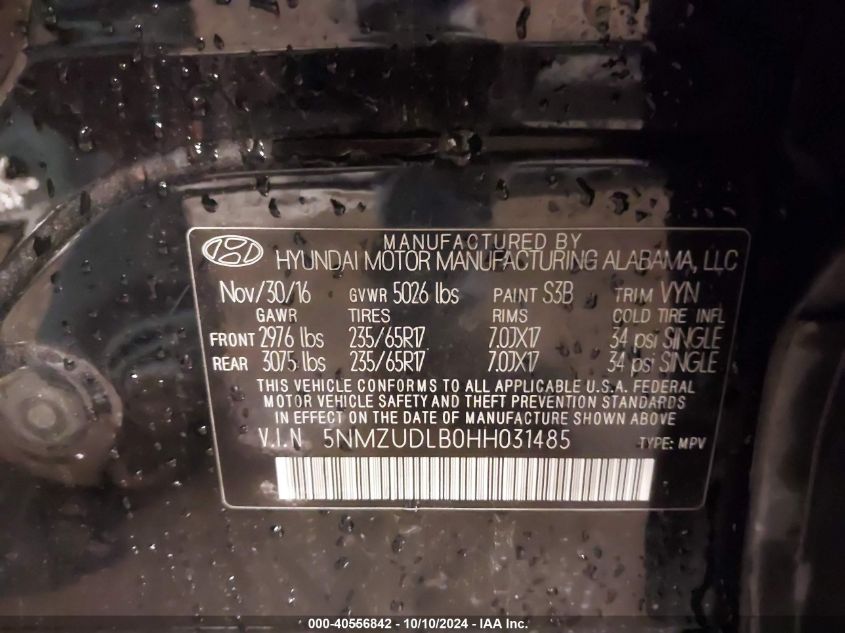 MANUFACTURED BY
HYUNDAI MOTOR MANUFACTURING ALABAMA, LLC
Nov/30/16 GVWR 5026 lbs PAINT S3B TRIM VYN
GAWR TIRES RIMS COLD TIRE INFL
FRONT 2976 lbs 235/65R17 7.0JX17 34 psi SINGLE
REAR 3075 lbs 235/65R17 7.0JX17 34 psi SINGLE
THIS VEHICLE CONFORMS TO ALL APPLICABLE U.S.A. FEDERAL
MOTOR VEHICLE SAFETY AND THEFT PREVENTION STANDARDS
IN EFFECT ON THE DATE OF MANUFACTURE SHOWN ABOVE
V.I.N 5NMZUDLB0HH031485 TYPE: MPV
000-40556842 - 10/10/2024 - IAA Inc.